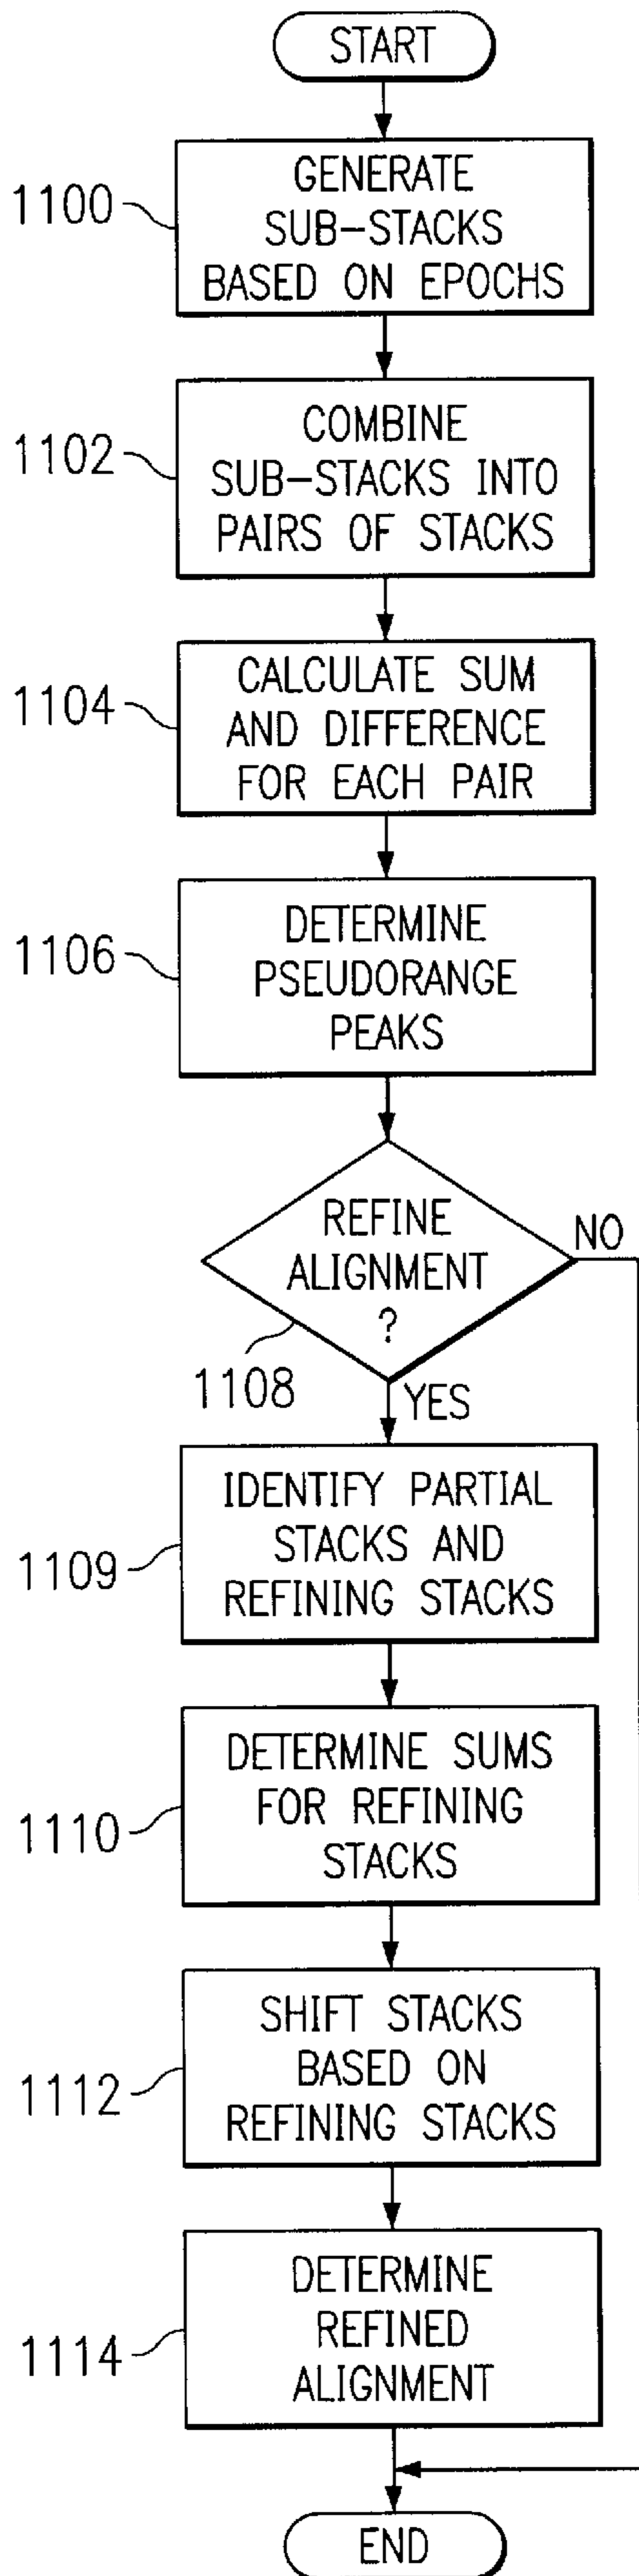 START
1100
GENERATE
SUB-STACKS
BASED ON EPOCHS
1102
COMBINE
SUB-STACKS INTO
PAIRS OF STACKS
1104
CALCULATE SUM
AND DIFFERENCE
FOR EACH PAIR
1106
DETERMINE
PSEUDORANGE
PEAKS
REFINE
ALIGNMENT
?
NO
1108
YES
1109
IDENTIFY PARTIAL
STACKS AND
REFINING STACKS
1110
DETERMINE SUMS
FOR REFINING
STACKS
1112
SHIFT STACKS
BASED ON
REFINING STACKS
1114
DETERMINE
REFINED
ALIGNMENT
END